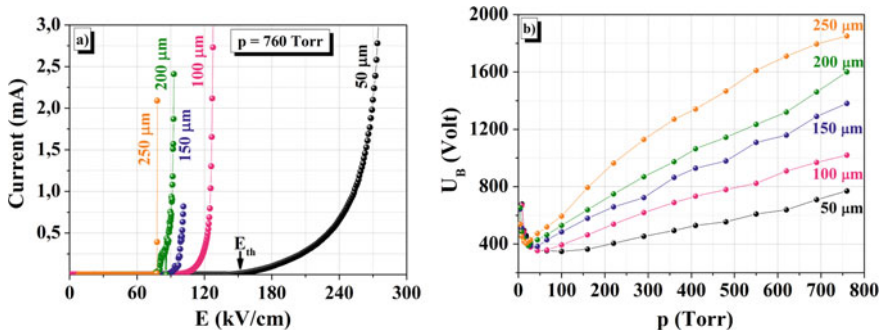 a)
p = 760 Torr
250 μm
200 μm
150 μm
100 μm
50 μm
E_th
Current (mA)
3,0
2,5
2,0
1,5
1,0
0,5
0 60 120 180 240 300
E (kV/cm)
b)
250 μm
200 μm
150 μm
100 μm
50 μm
U_B (Volt)
2000
1600
1200
800
400
0
0 100 200 300 400 500 600 700 800
p (Torr)